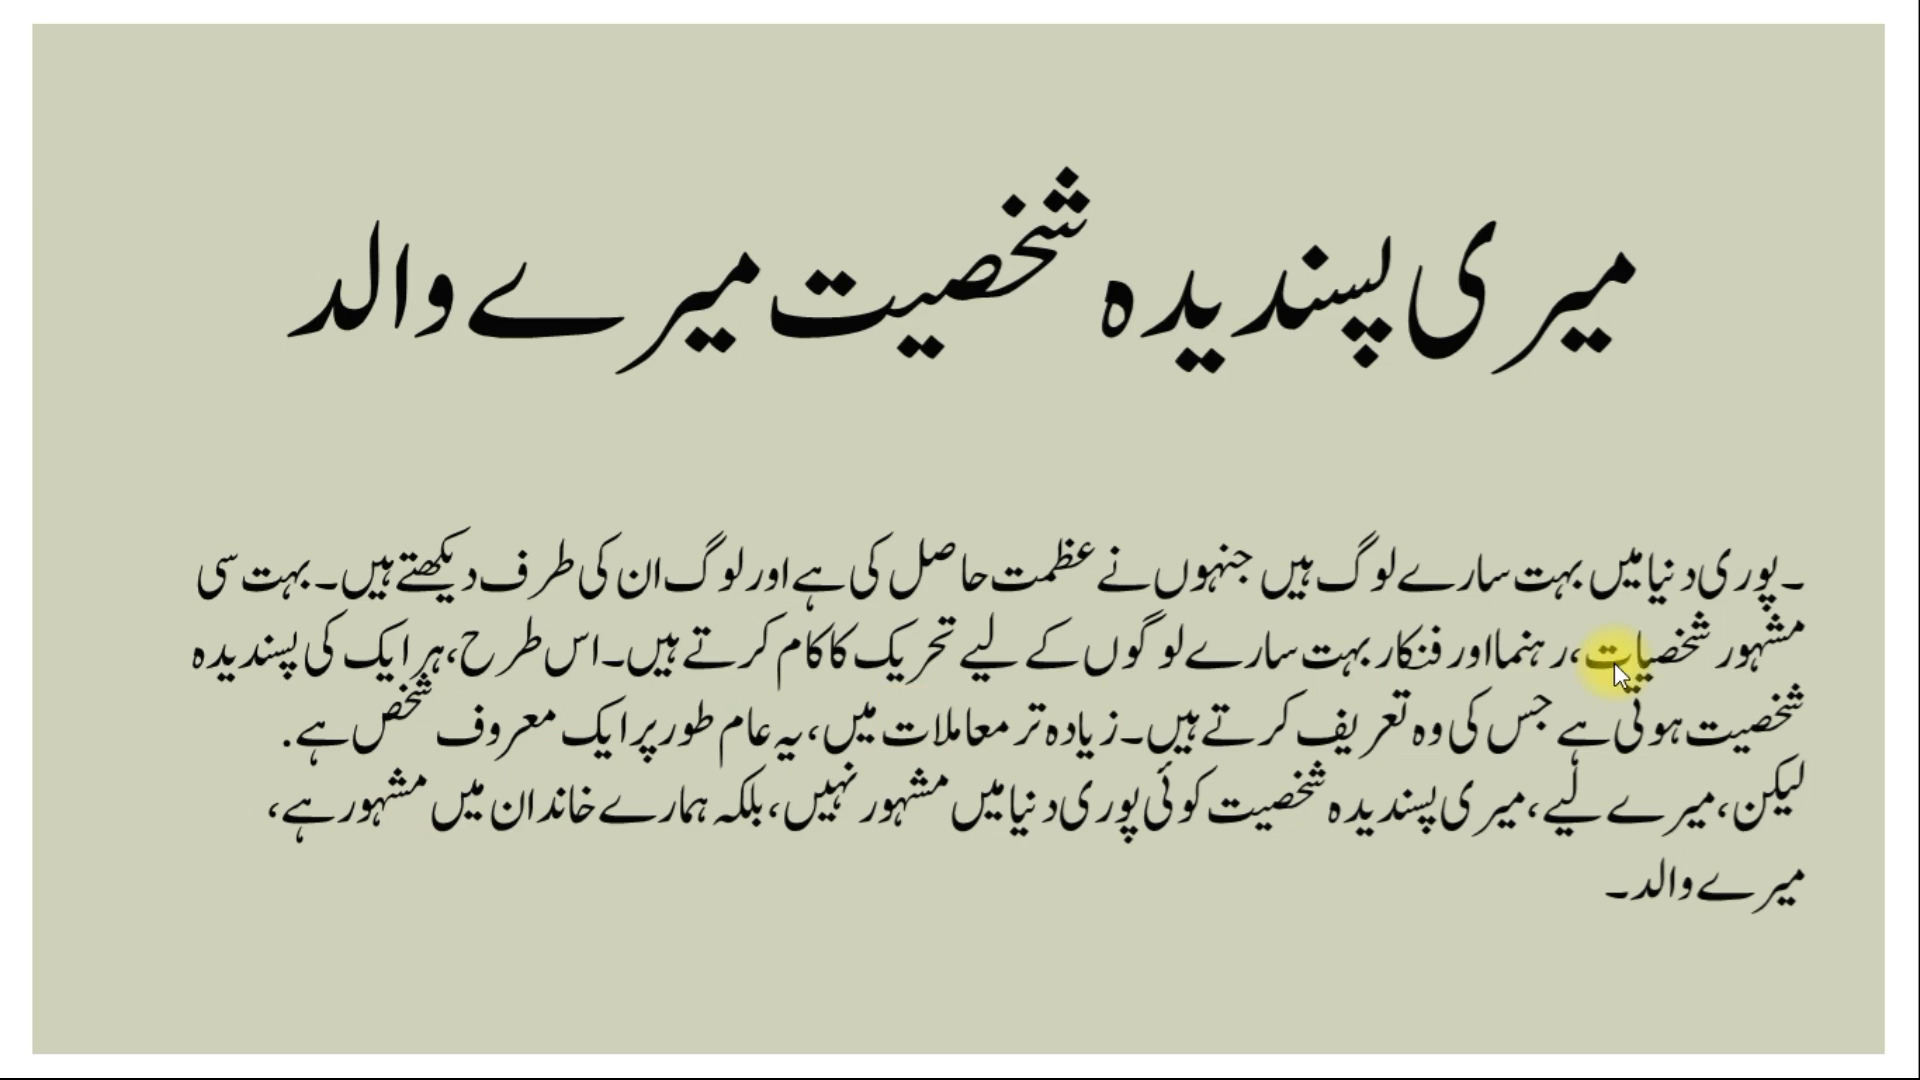 میری پسندیدہ شخصیت میرے والد
۔پوری دنیا میں بہت سارے لوگ ہیں جنہوں نے عظمت حاصل کی ہے اور لوگ ان کی طرف دیکھتے ہیں۔ بہت سی
مشہور شخصیات، رہنما اور فنکار بہت سارے لوگوں کے لیے تحریک کا کام کرتے ہیں۔ اس طرح، ہر ایک کی پسندیدہ
شخصیت ہوتی ہے جس کی وہ تعریف کرتے ہیں۔ زیادہ تر معاملات میں، یہ عام طور پر ایک معروف شخص ہے.
لیکن، میرے لیے، میری پسندیدہ شخصیت کوئی پوری دنیا میں مشہور نہیں، بلکہ ہمارے خاندان میں مشہور ہے،
میرے والد۔